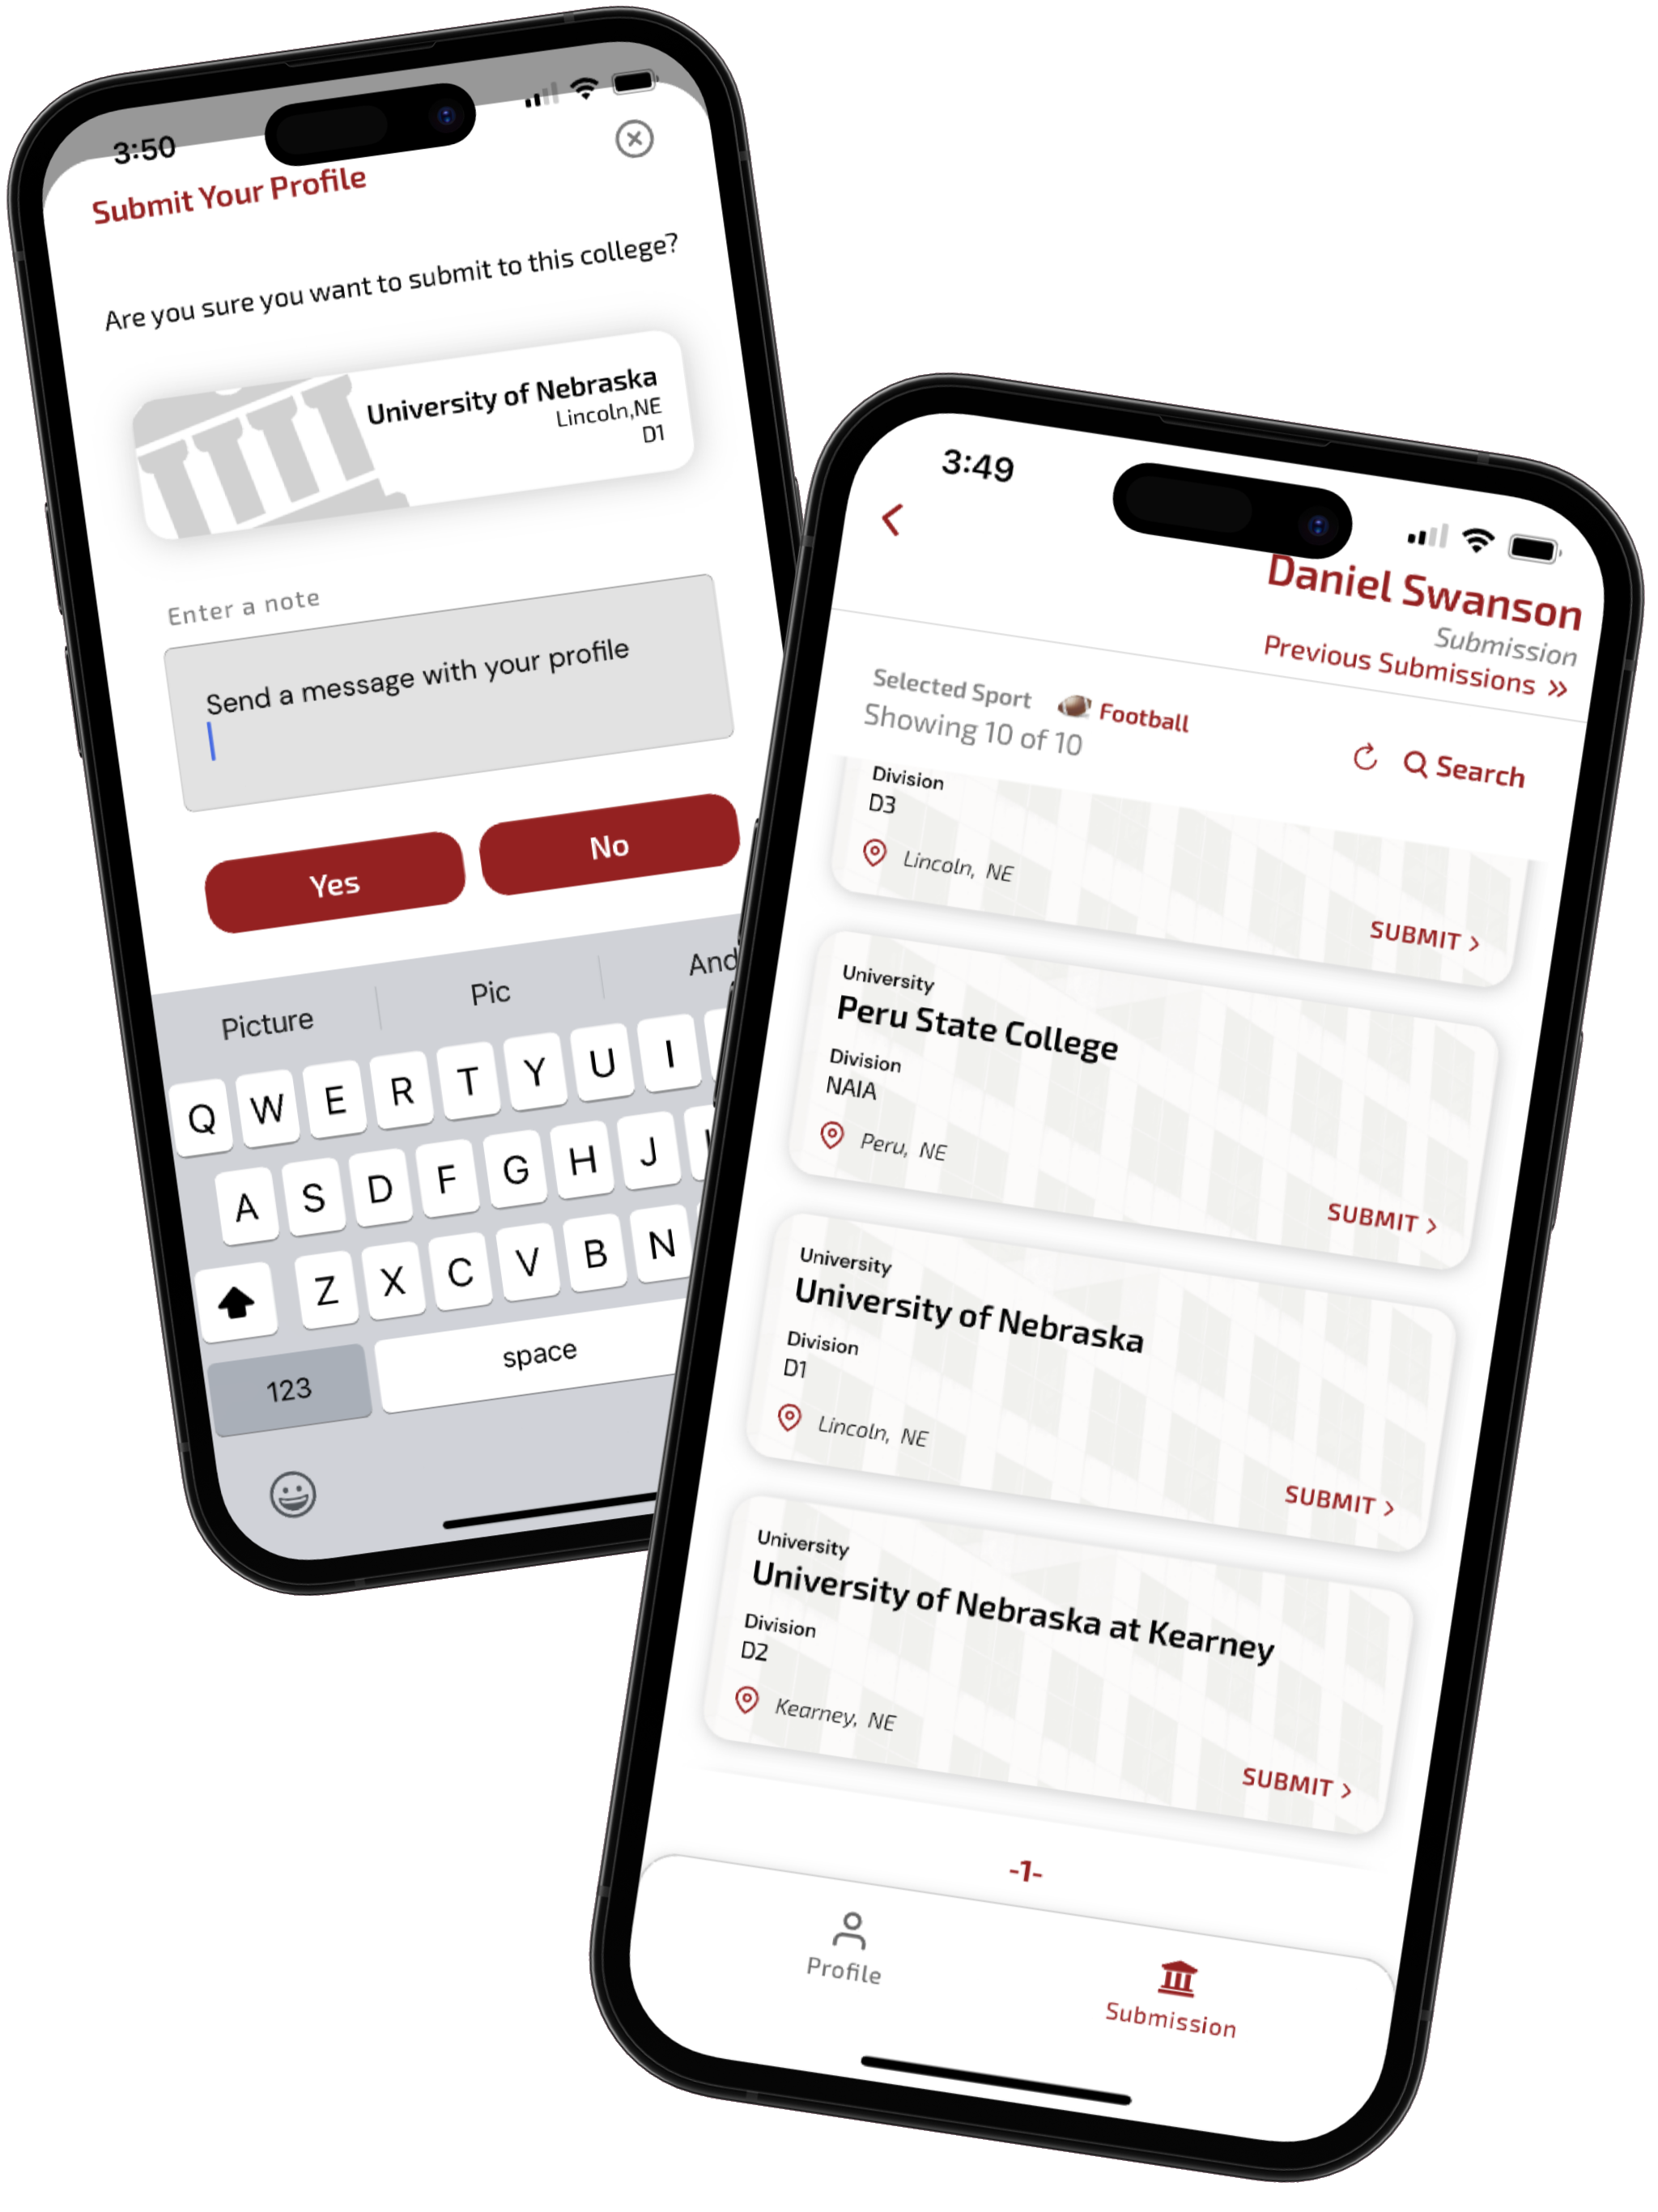 3:50
Submit Your Profile
Are you sure you want to submit to this college?
University of Nebraska
Lincoln,NE
D1
Enter a note
Send a message with your profile
Yes
No
Picture
Pic
And
Q W E R T Y U I
A S D F G H J
Z X C V B N
123
space
3:49
Daniel Swanson
Submission
Previous Submissions »
Selected Sport
Football
Showing 10 of 10
Search
Division
D3
Lincoln, NE
SUBMIT >
University
Peru State College
Division
NAIA
Peru, NE
SUBMIT >
University
University of Nebraska
Division
D1
Lincoln, NE
SUBMIT >
University
University of Nebraska at Kearney
Division
D2
Kearney, NE
SUBMIT >
-1-
Profile
Submission